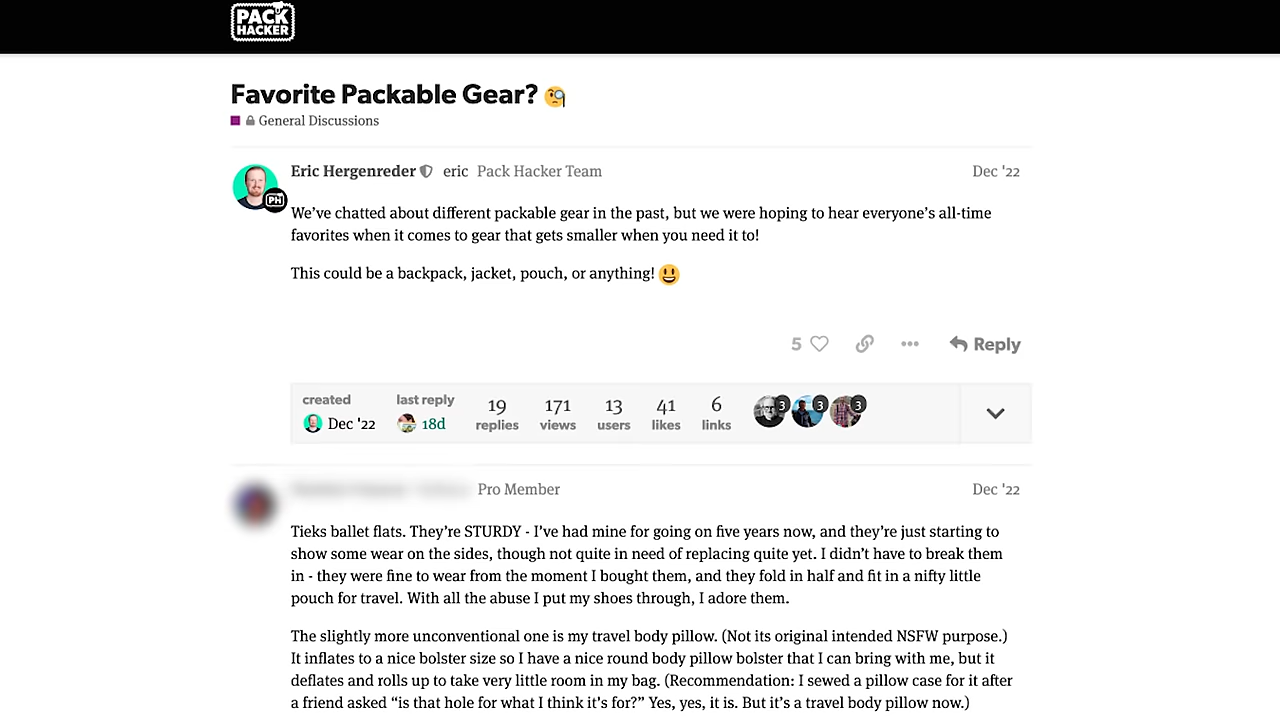 PACK
HACKER
Favorite Packable Gear? 🧐
General Discussions
Eric Hergenreder eric Pack Hacker Team Dec '22
PH
We've chatted about different packable gear in the past, but we were hoping to hear everyone's all-time
favorites when it comes to gear that gets smaller when you need it to!
This could be a backpack, jacket, pouch, or anything! 😃
5 Reply
created last reply 19 171 13 41 6 3 3 3
Dec '22 18d replies views users likes links
Pro Member Dec '22
Tieks ballet flats. They're STURDY - I've had mine for going on five years now, and they're just starting to
show some wear on the sides, though not quite in need of replacing quite yet. I didn't have to break them
in - they were fine to wear from the moment I bought them, and they fold in half and fit in a nifty little
pouch for travel. With all the abuse I put my shoes through, I adore them.
The slightly more unconventional one is my travel body pillow. (Not its original intended NSFW purpose.)
It inflates to a nice bolster size so I have a nice round body pillow bolster that I can bring with me, but it
deflates and rolls up to take very little room in my bag. (Recommendation: I sewed a pillow case for it after
a friend asked "is that hole for what I think it's for?" Yes, yes, it is. But it's a travel body pillow now.)